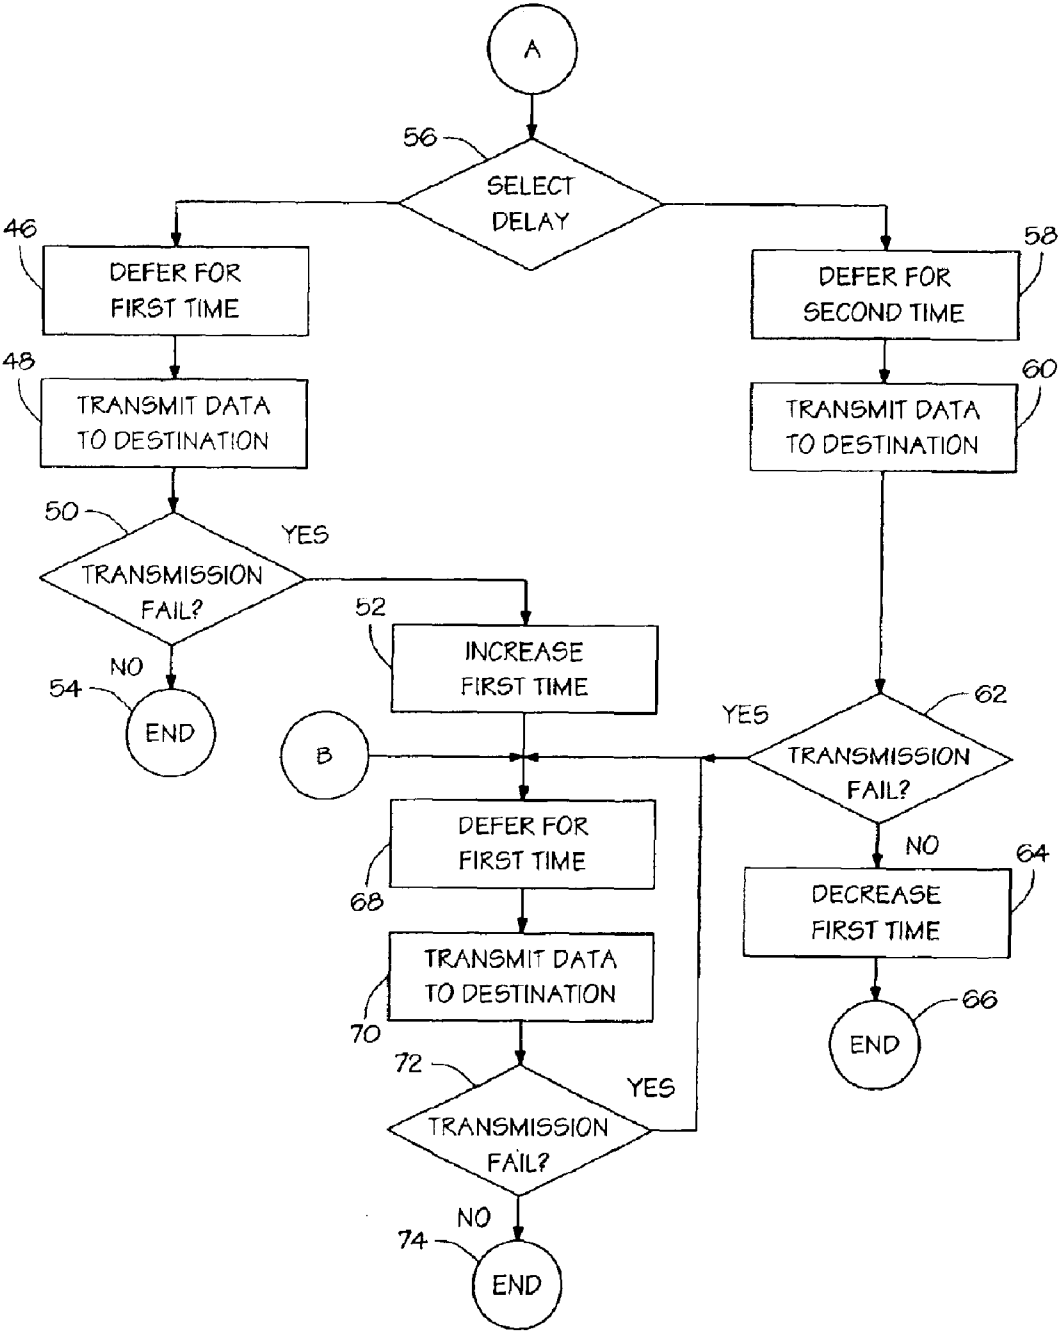 A
56
SELECT
DELAY
46
DEFER FOR
FIRST TIME
58
DEFER FOR
SECOND TIME
48
TRANSMIT DATA
TO DESTINATION
60
TRANSMIT DATA
TO DESTINATION
50
YES
TRANSMISSION
FAIL?
NO
54
END
52
INCREASE
FIRST TIME
B
62
YES
TRANSMISSION
FAIL?
NO
64
DECREASE
FIRST TIME
66
END
DEFER FOR
FIRST TIME
68
TRANSMIT DATA
TO DESTINATION
70
72
YES
TRANSMISSION
FAIL?
NO
74
END